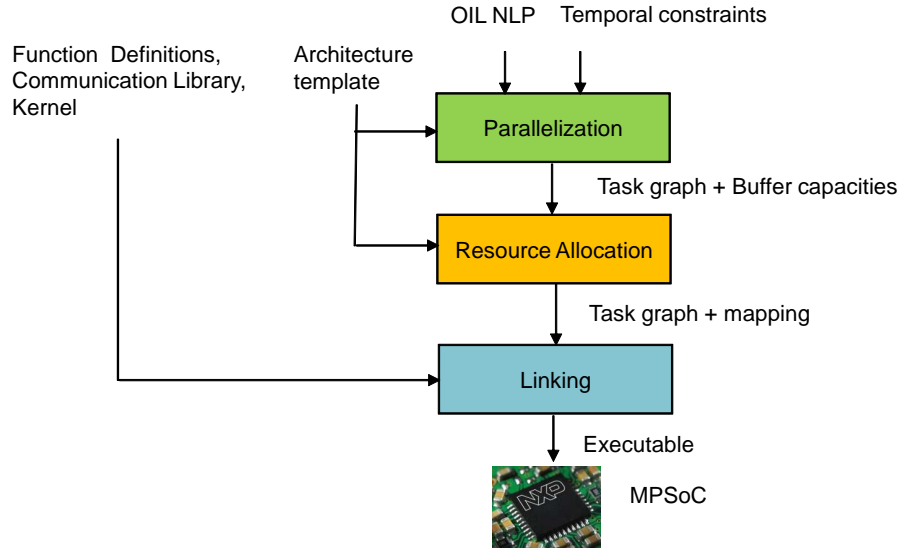 OIL NLP
Temporal constraints
Function Definitions,
Communication Library,
Kernel
Architecture
template
Parallelization
Task graph + Buffer capacities
Resource Allocation
Task graph + mapping
Linking
Executable
NXP
MPSoC